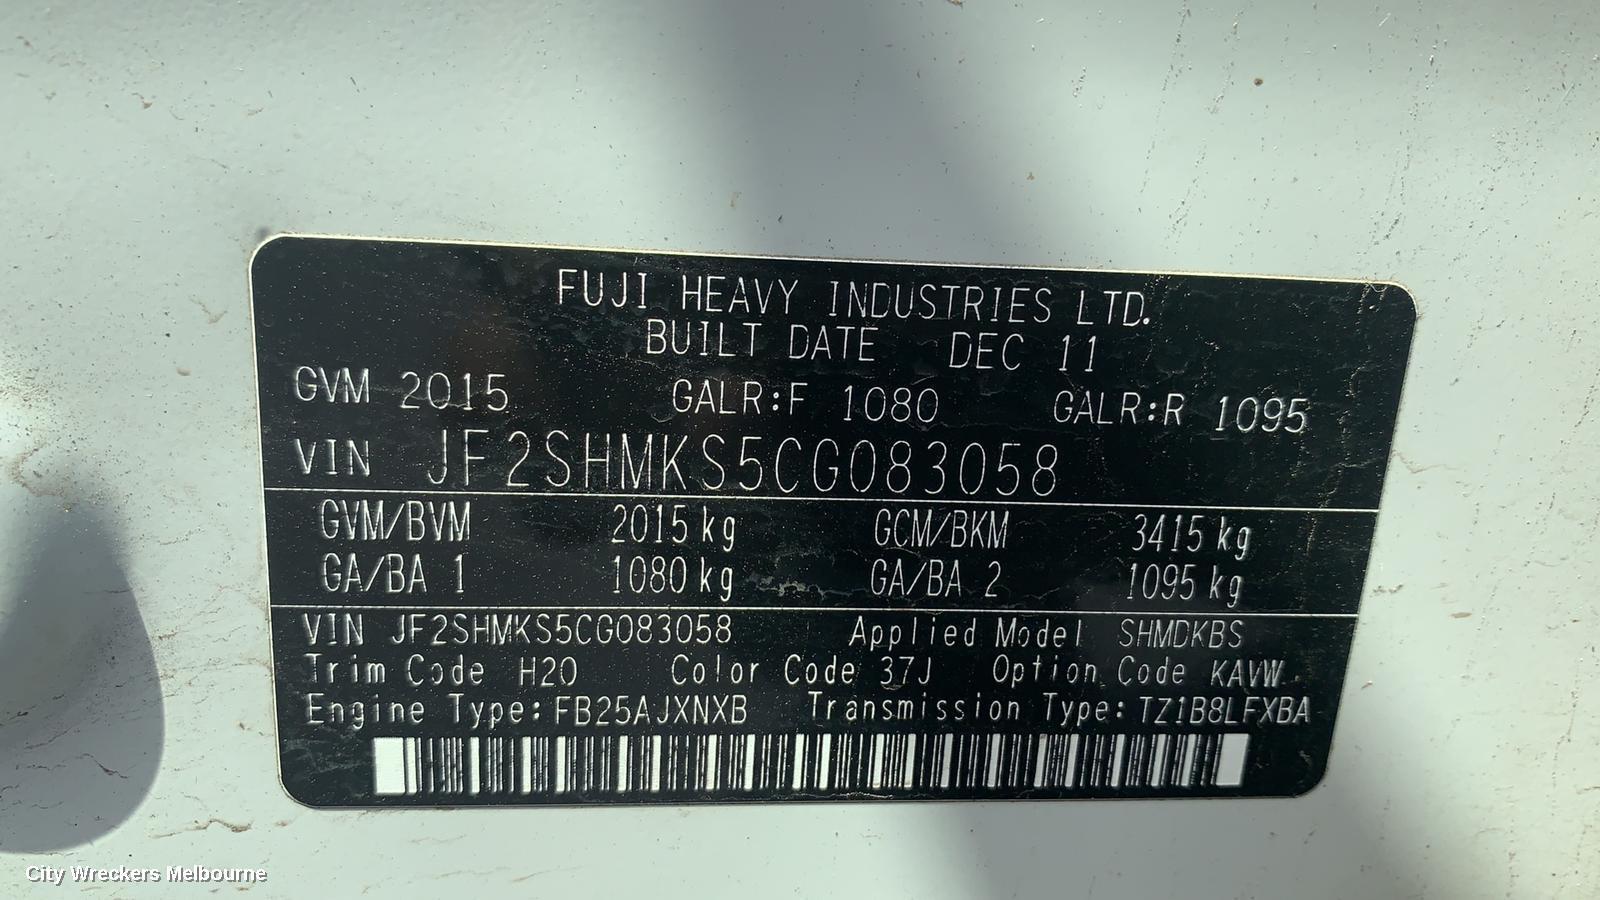 FUJI HEAVY INDUSTRIES LTD.
BUILT DATE DEC 11
GVM 2015 GALR:F 1080 GALR:R 1095
VIN JF2SHMKS5CG083058
GVM/BVM 2015 kg GCM/BKM 3415 kg
GA/BA 1 1080 kg GA/BA 2 1095 kg
VIN JF2SHMKS5CG083058 Applied Model SHMDKBS
Trim Code H20 Color Code 37J Option Code KAVW
Engine Type: FB25AJXNXB Transmission Type: TZ1B8LFXBA
City Wreckers Melbourne